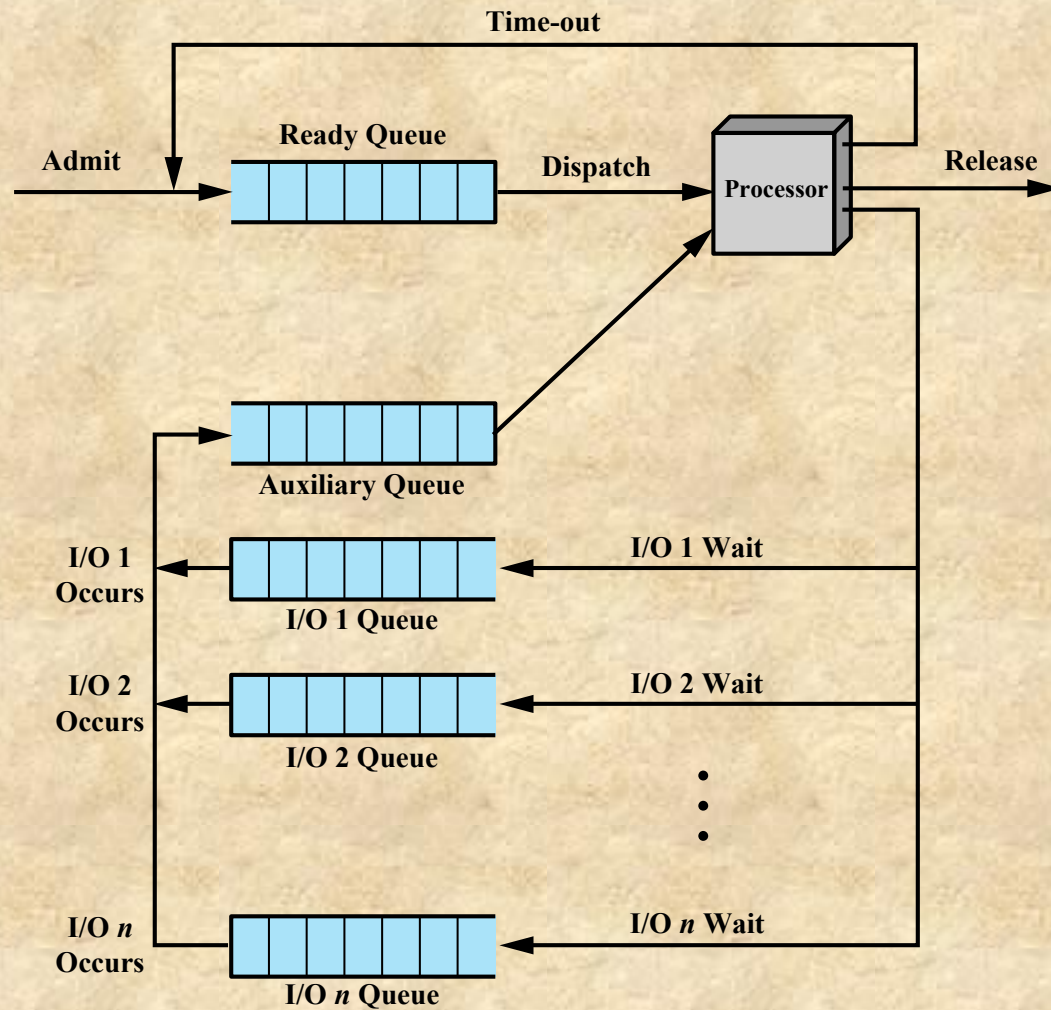 Time-out
Ready Queue
Admit
Dispatch
Release
Processor
Auxiliary Queue
I/O 1
Occurs
I/O 1 Wait
I/O 1 Queue
I/O 2
Occurs
I/O 2 Wait
I/O 2 Queue
I/O n
Occurs
I/O n Wait
I/O n Queue